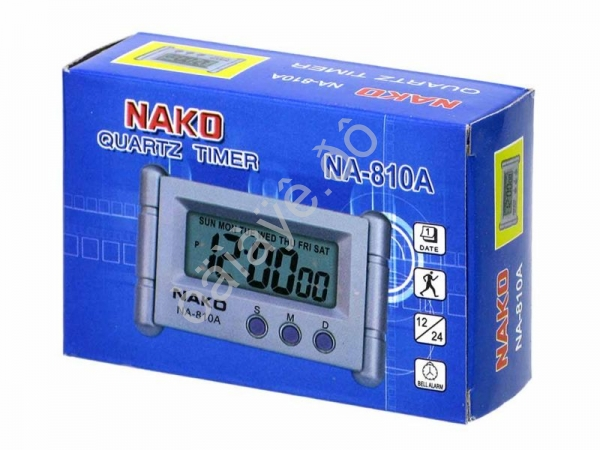 NAKO
QUARTZ TIMER
NA-810A
NAKO
QUARTZ TIMER
NA-810A
SUN MON TUE WED THU FRI SAT
P 12:00 00
NAKO
NA-810A
S M D
1
DATE
12/24
BELL ALARM
NAKO
NA-810A